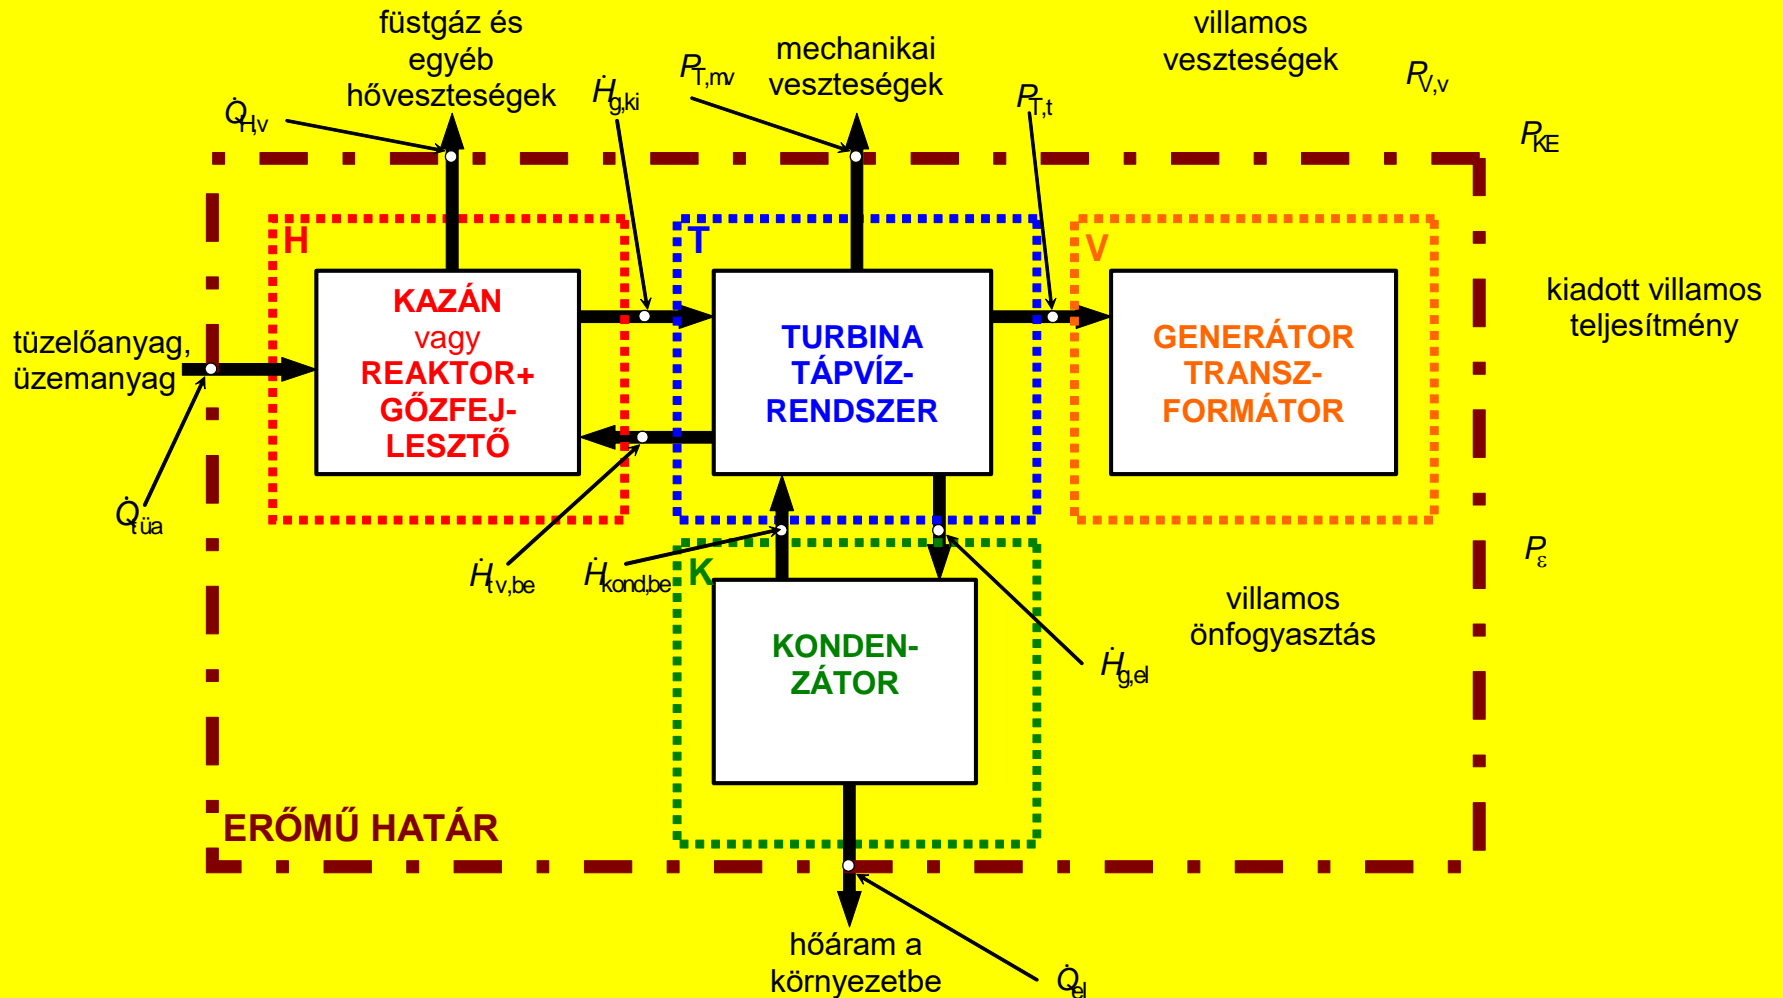 füstgáz és
egyéb
hőveszteségek
mechanikai
veszteségek
villamos
veszteségek
Q̇H,v
Ḣg,ki
PT,mv
PT,t
PV,v
PKE
H
T
V
KAZÁN
vagy
REAKTOR+
GŐZFEJ-
LESZTŐ
TURBINA
TÁPVÍZ-
RENDSZER
GENERÁTOR
TRANSZ-
FORMÁTOR
kiadott villamos
teljesítmény
tüzelőanyag,
üzemanyag
Q̇tüa
Ḣtv,be
Ḣkond,be
K
KONDEN-
ZÁTOR
Ḣg,el
Pε
villamos
önfogyasztás
ERŐMŰ HATÁR
hőáram a
környezetbe
Q̇el